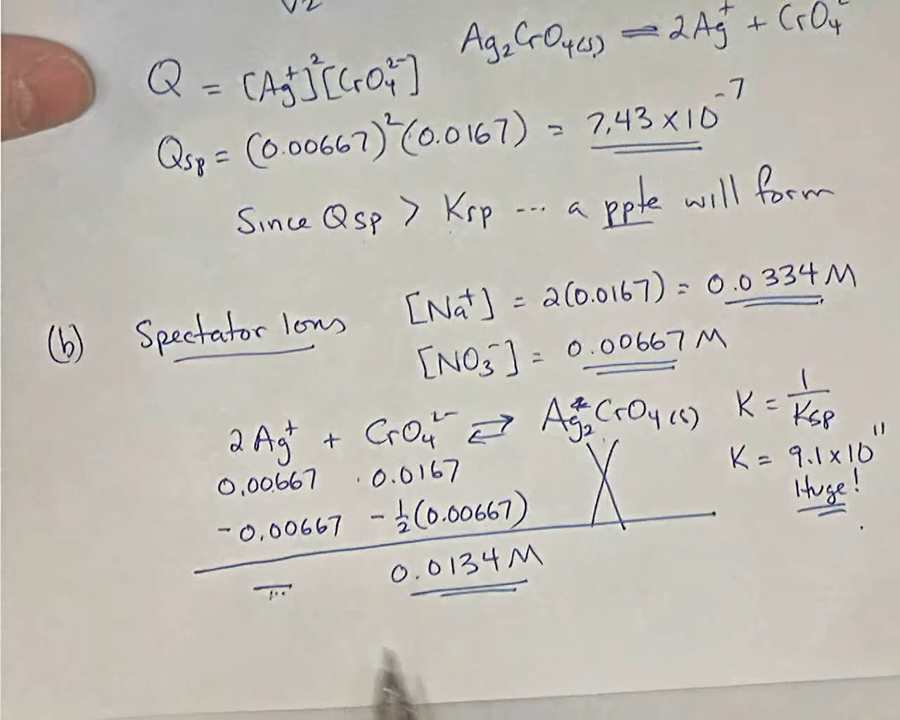 √2
Ag₂CrO₄(s) = 2Ag⁺ + CrO₄²⁻
Q = [Ag⁺]²[CrO₄²⁻]
Qsp = (0.00667)²(0.0167) = 7.43 x 10⁻⁷
Since Qsp > Ksp ... a ppte will form
(b) Spectator Ions [Na⁺] = 2(0.0167) = 0.0334 M
[NO₃⁻] = 0.00667 M
2Ag⁺ + CrO₄²⁻ ⇌ Ag₂CrO₄(s) K = 1/Ksp
0.00667 0.0167 K = 9.1 x 10¹¹
-0.00667 -½(0.00667) Huge!
0.0134 M